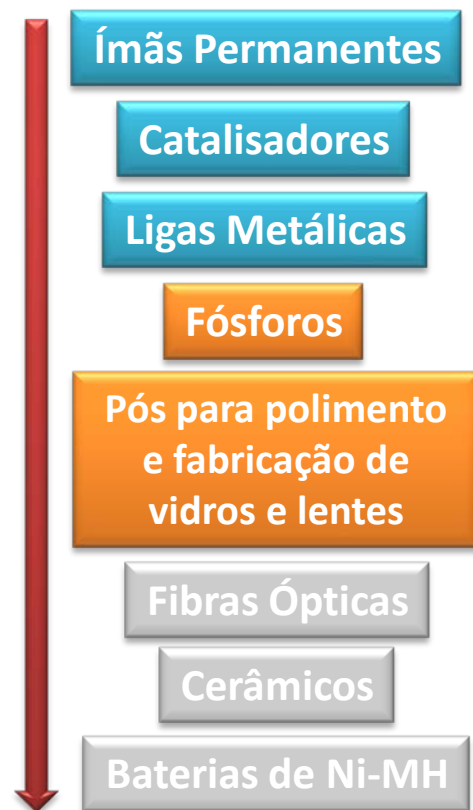 Ímãs Permanentes
Catalisadores
Ligas Metálicas
Fósforos
Pós para polimento
e fabricação de
vidros e lentes
Fibras Ópticas
Cerâmicos
Baterias de Ni-MH